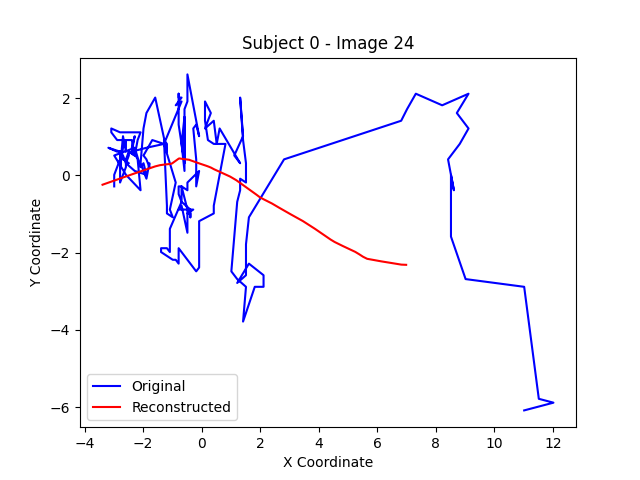 Subject 0 - Image 24
Y Coordinate
2
0
−2
−4
−6
Original
Reconstructed
−4 −2 0 2 4 6 8 10 12
X Coordinate